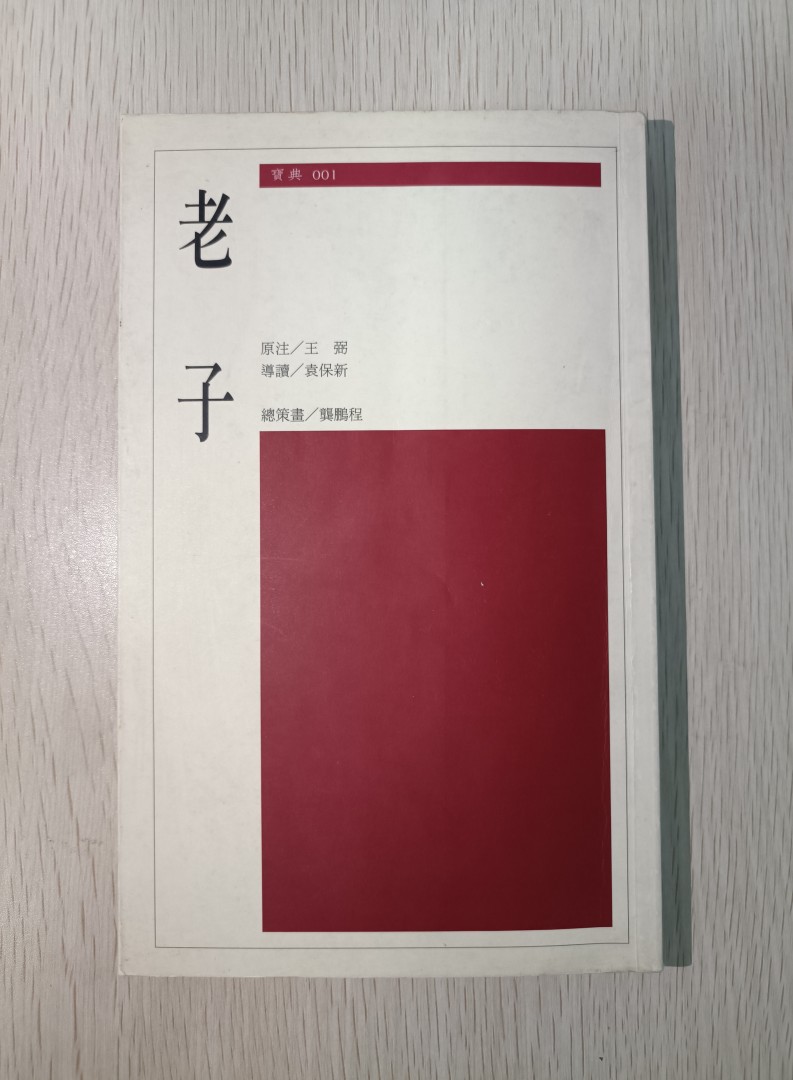 寶典 001
老子
原注／王　弼
導讀／袁保新
總策畫／龔鵬程